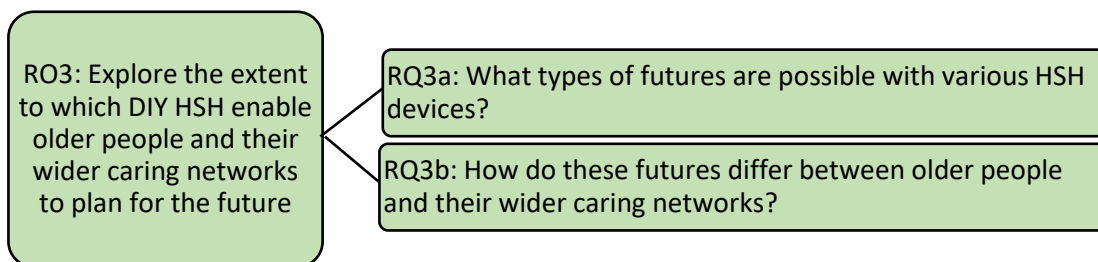 RO3: Explore the extent
to which DIY HSH enable
older people and their
wider caring networks
to plan for the future
RQ3a: What types of futures are possible with various HSH
devices?
RQ3b: How do these futures differ between older people
and their wider caring networks?